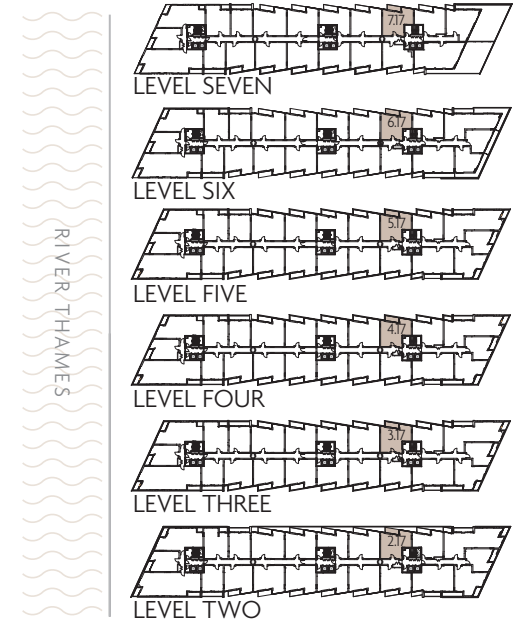 RIVER THAMES
7.17
LEVEL SEVEN
6.17
LEVEL SIX
5.17
LEVEL FIVE
4.17
LEVEL FOUR
3.17
LEVEL THREE
2.17
LEVEL TWO